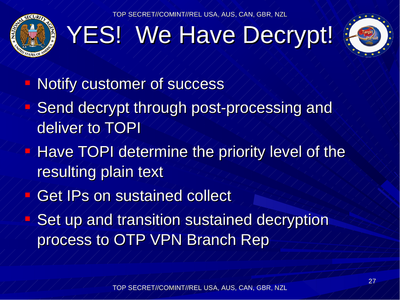 TOP SECRET//COMINT//REL USA, AUS, CAN, GBR, NZL
YES! We Have Decrypt!
Notify customer of success
Send decrypt through post-processing and
deliver to TOPI
Have TOPI determine the priority level of the
resulting plain text
Get IPs on sustained collect
Set up and transition sustained decryption
process to OTP VPN Branch Rep
27
TOP SECRET//COMINT//REL USA, AUS, CAN, GBR, NZL